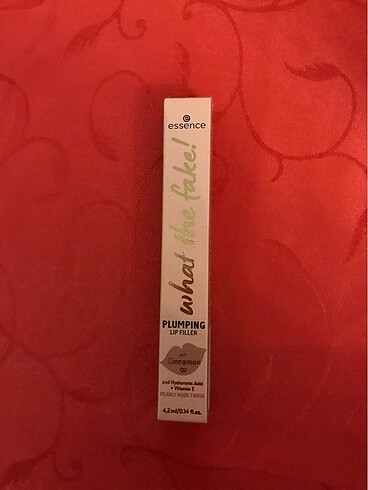 essence
what the fake!
PLUMPING
LIP FILLER
with
Cinnamon
Oil
und Hyaluronic Acid
+ Vitamin E
PEARLY NUDE FINISH
4,2 ml/0.14 fl.oz.